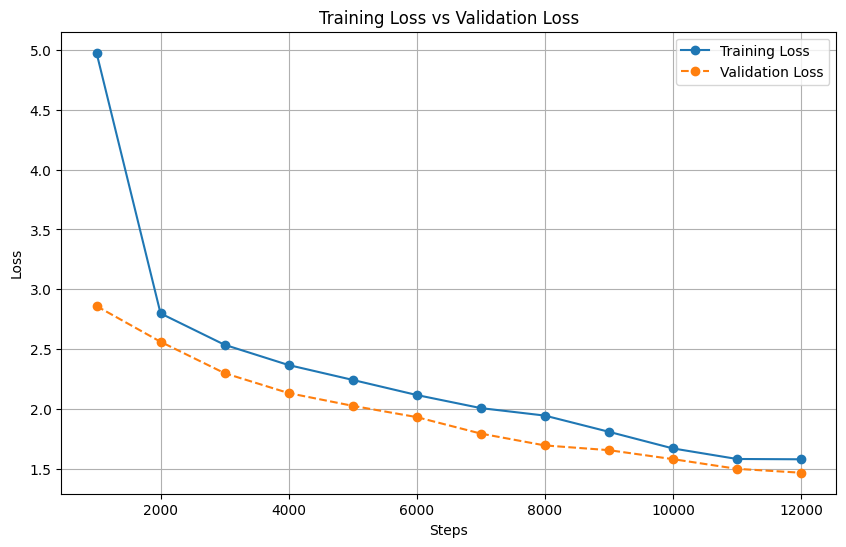 Training Loss vs Validation Loss
Training Loss
Validation Loss
5.0
4.5
4.0
3.5
3.0
2.5
2.0
1.5
Loss
2000 4000 6000 8000 10000 12000
Steps